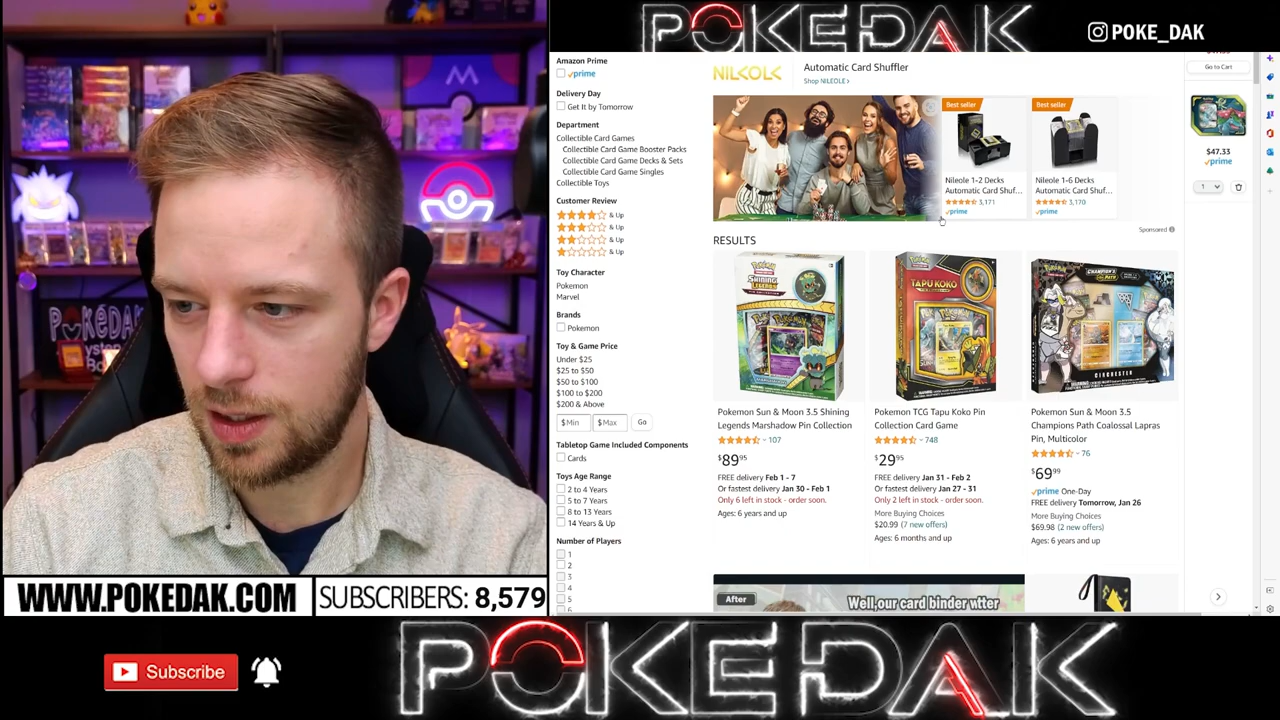 POKEDAK
POKE_DAK
Amazon Prime
prime
Delivery Day
Get It by Tomorrow
Department
Collectible Card Games
Collectible Card Game Booster Packs
Collectible Card Game Decks & Sets
Collectible Card Game Singles
Collectible Toys
Customer Review
& Up
& Up
& Up
& Up
Toy Character
Pokemon
Marvel
Brands
Pokemon
Toy & Game Price
Under $25
$25 to $50
$50 to $100
$100 to $200
$200 & Above
$ Min
$ Max
Go
Tabletop Game Included Components
Cards
Toys Age Range
2 to 4 Years
5 to 7 Years
8 to 13 Years
14 Years & Up
Number of Players
1
2
3
4
5
6
Automatic Card Shuffler
Shop NILEOLE ›
Best seller
Nileole 1-2 Decks
Automatic Card Shuf...
3,171
prime
Best seller
Nileole 1-6 Decks
Automatic Card Shuf...
3,170
prime
Sponsored
RESULTS
Pokemon Sun & Moon 3.5 Shining
Legends Marshadow Pin Collection
107
$8995
FREE delivery Feb 1 - 7
Or fastest delivery Jan 30 - Feb 1
Only 6 left in stock - order soon.
Ages: 6 years and up
TAPU KOKO
Pokemon TCG Tapu Koko Pin
Collection Card Game
748
$2995
FREE delivery Jan 31 - Feb 2
Or fastest delivery Jan 27 - 31
Only 2 left in stock - order soon.
More Buying Choices
$20.99 (7 new offers)
Ages: 6 months and up
Pokemon Sun & Moon 3.5
Champions Path Coalossal Lapras
Pin, Multicolor
76
$6999
prime One-Day
FREE delivery Tomorrow, Jan 26
More Buying Choices
$69.98 (2 new offers)
Ages: 6 years and up
After
Well,our card binder
Go to Cart
$47.33
prime
1
POKEDAK
WWW.POKEDAK.COM
SUBSCRIBERS: 8,579
Subscribe
POKEDAK